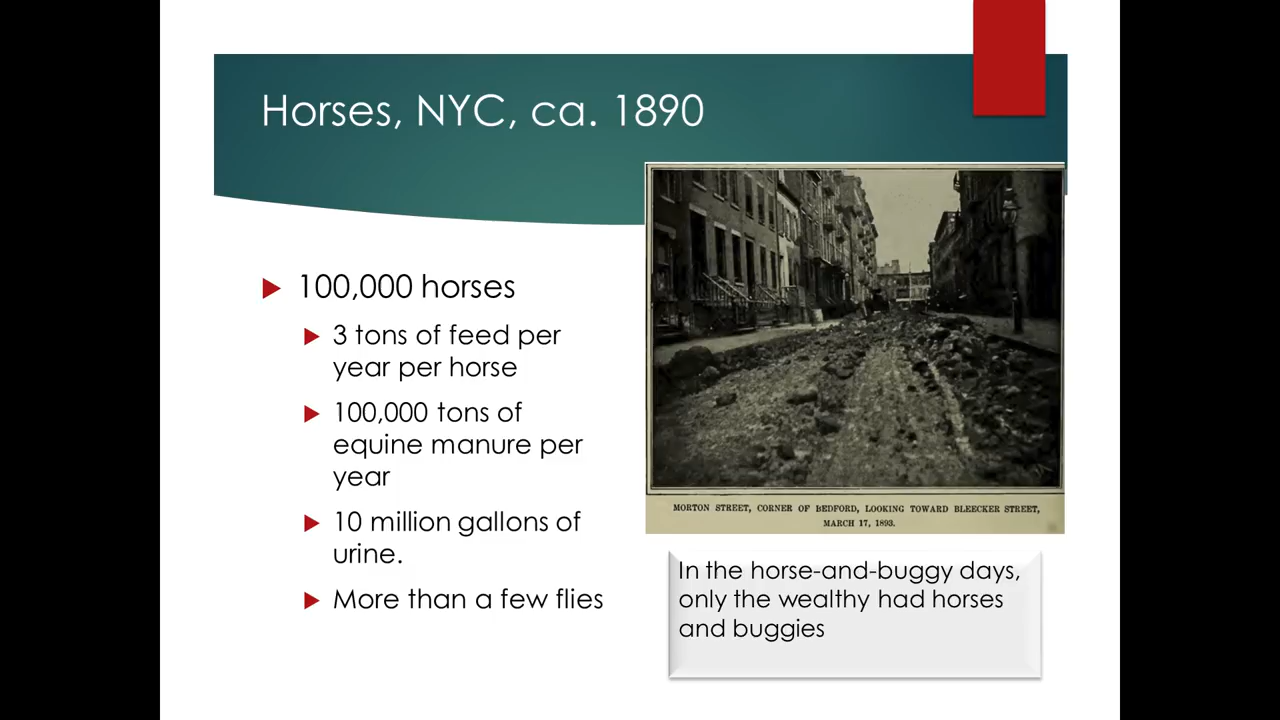 Horses, NYC, ca. 1890
100,000 horses
3 tons of feed per
year per horse
100,000 tons of
equine manure per
year
10 million gallons of
urine.
More than a few flies
MORTON STREET, CORNER OF BEDFORD, LOOKING TOWARD BLEECKER STREET,
MARCH 17, 1893.
In the horse-and-buggy days,
only the wealthy had horses
and buggies